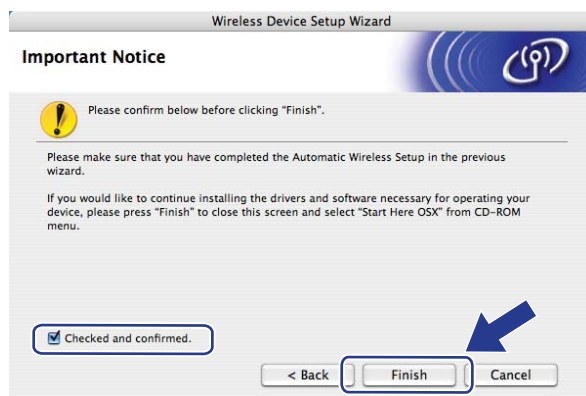 Wireless Device Setup Wizard
Important Notice
Please confirm below before clicking "Finish".
Please make sure that you have completed the Automatic Wireless Setup in the previous
wizard.
If you would like to continue installing the drivers and software necessary for operating your
device, please press "Finish" to close this screen and select "Start Here OSX" from CD-ROM
menu.
Checked and confirmed.
< Back
Finish
Cancel